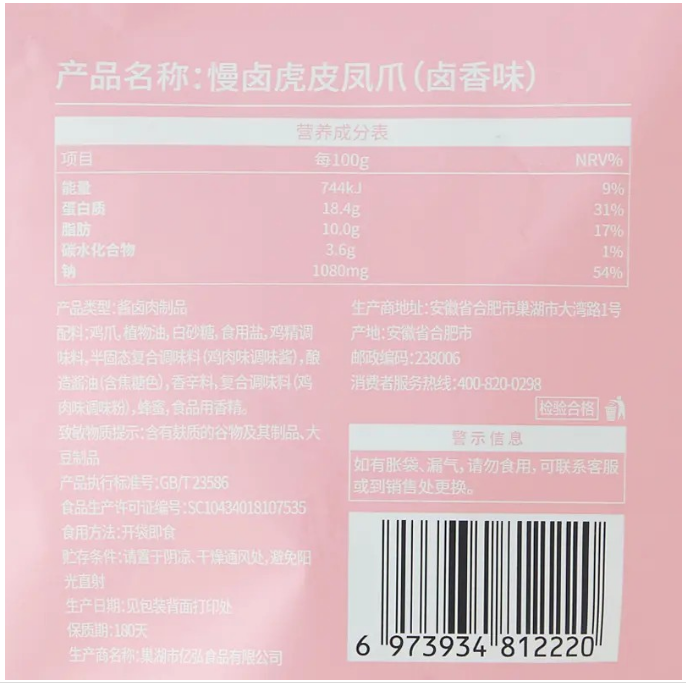 产品名称:慢卤虎皮凤爪(卤香味)
营养成分表
项目 每100g NRV%
能量 744kJ 9%
蛋白质 18.4g 31%
脂肪 10.0g 17%
碳水化合物 3.6g 1%
钠 1080mg 54%
产品类型:酱卤肉制品
配料:鸡爪,植物油,白砂糖,食用盐,鸡精调
味料,半固态复合调味料(鸡肉味调味酱),酿
造酱油(含焦糖色),香辛料,复合调味料(鸡
肉味调味粉),蜂蜜,食品用香精。
致敏物质提示:含有麸质的谷物及其制品、大
豆制品
产品执行标准号:GB/T23586
食品生产许可证编号:SC10434018107535
食用方法:开袋即食
贮存条件:请置于阴凉、干燥通风处,避免阳
光直射
生产日期:见包装背面打印处
保质期:180天
生产商名称:巢湖市亿弘食品有限公司
生产商地址:安徽省合肥市巢湖市大湾路1号
产地:安徽省合肥市
邮政编码:238006
消费者服务热线:400-820-0298
检验合格
警示信息
如有胀袋、漏气,请勿食用,可联系客服
或到销售处更换。
6 973934 812220